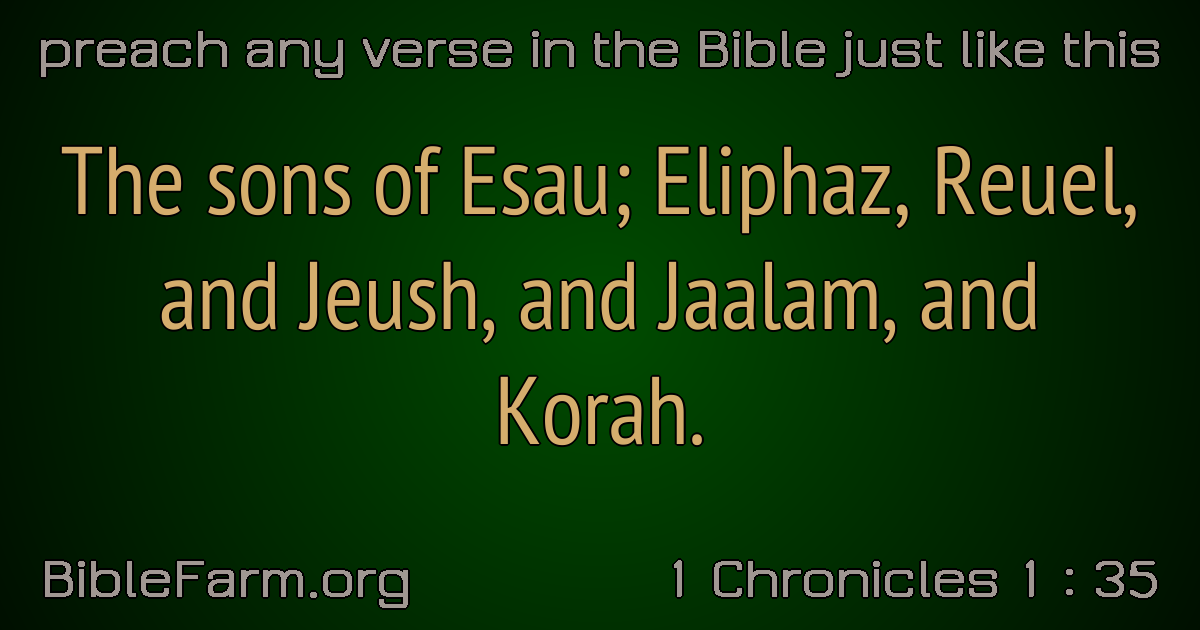 preach any verse in the Bible just like this
The sons of Esau; Eliphaz, Reuel,
and Jeush, and Jaalam, and
Korah.
BibleFarm.org 1 Chronicles 1 : 35